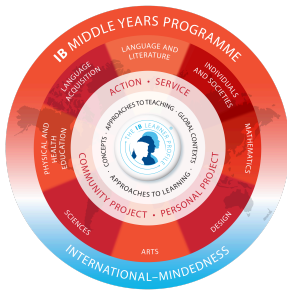 IB MIDDLE YEARS PROGRAMME
LANGUAGE AND
LITERATURE
LANGUAGE
ACQUISITION
INDIVIDUALS
AND SOCIETIES
PHYSICAL AND
HEALTH
EDUCATION
MATHEMATICS
SCIENCES
DESIGN
ARTS
ACTION • SERVICE
COMMUNITY PROJECT • PERSONAL PROJECT
APPROACHES TO TEACHING · GLOBAL CONTEXTS
CONCEPTS · APPROACHES TO LEARNING ·
THE IB LEARNER PROFILE
INTERNATIONAL–MINDEDNESS